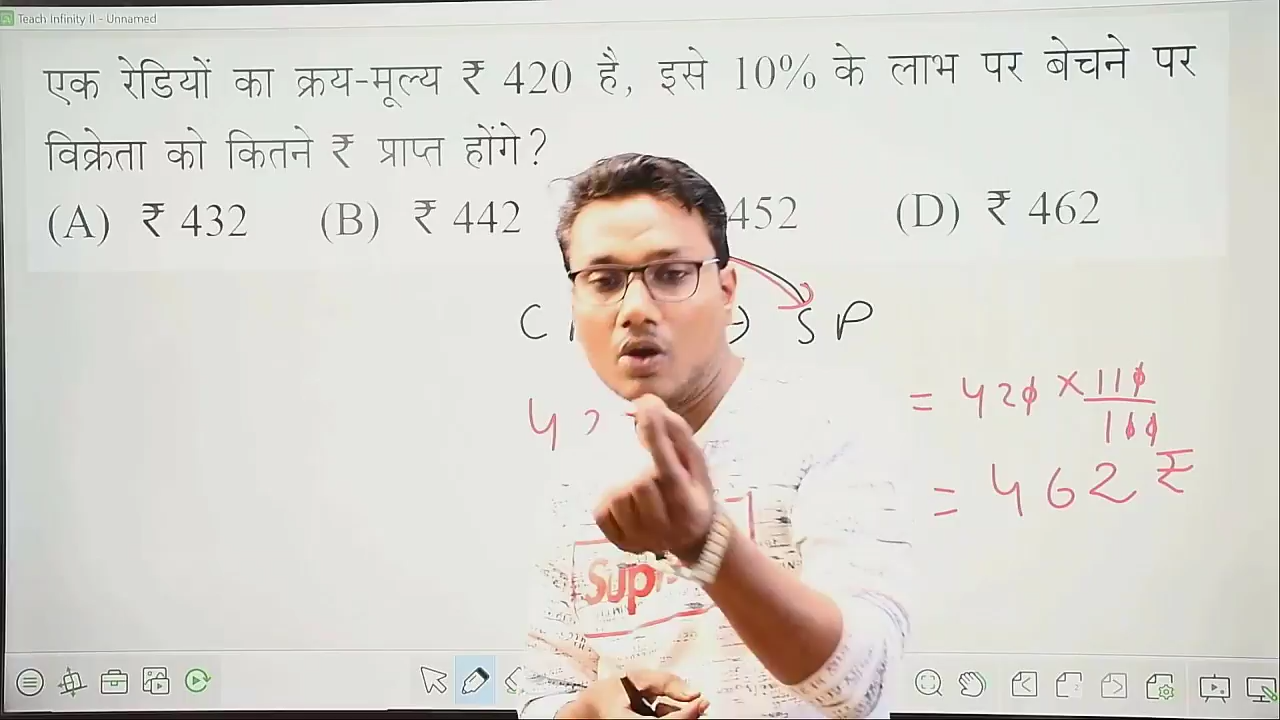 Teach Infinity II - Unnamed
एक रेडियों का क्रय-मूल्य ₹ 420 है, इसे 10% के लाभ पर बेचने पर
विक्रेता को कितने ₹ प्राप्त होंगे?
(A) ₹ 432 (B) ₹ 442 452 (D) ₹ 462
C SP
= 420 × 110/100
= 462 ₹
Sup